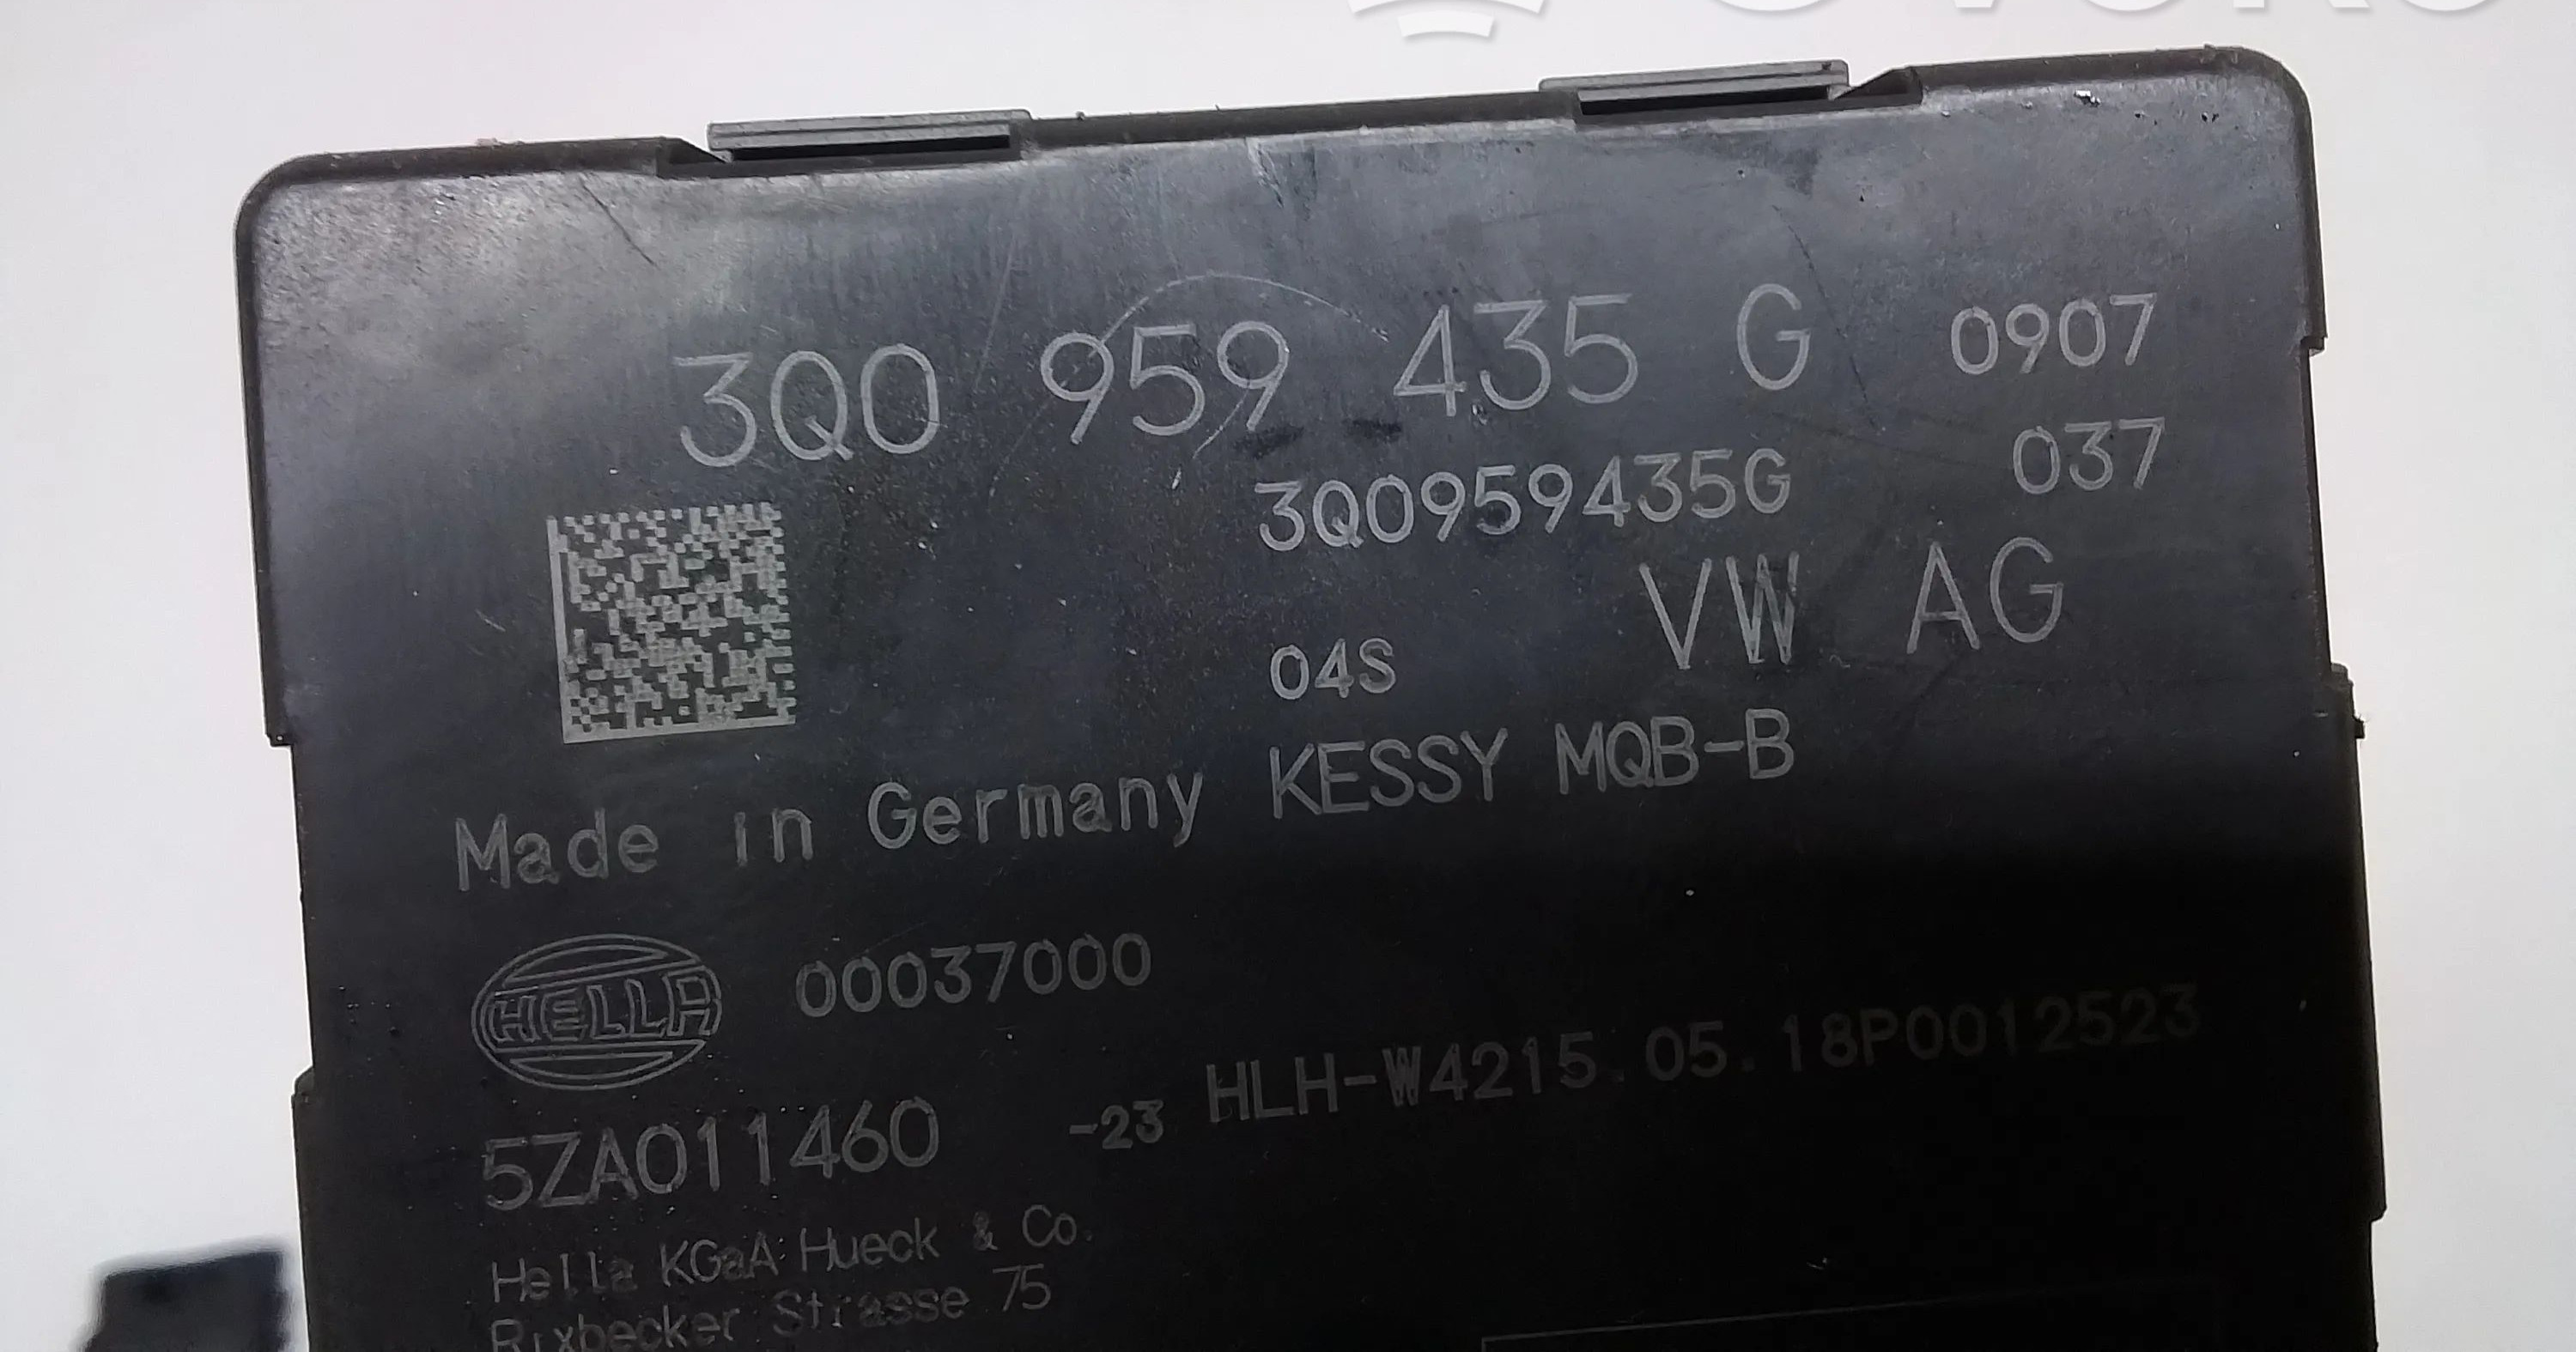 3Q0 959 435 G 0907
3Q0959435G 037
04S VW AG
Made in Germany KESSY MQB-B
HELLA 00037000
5ZA011460 -23 HLH-W4215.05.18P0012523
Hella KGaA Hueck & Co.
Rixbecker Strasse 75